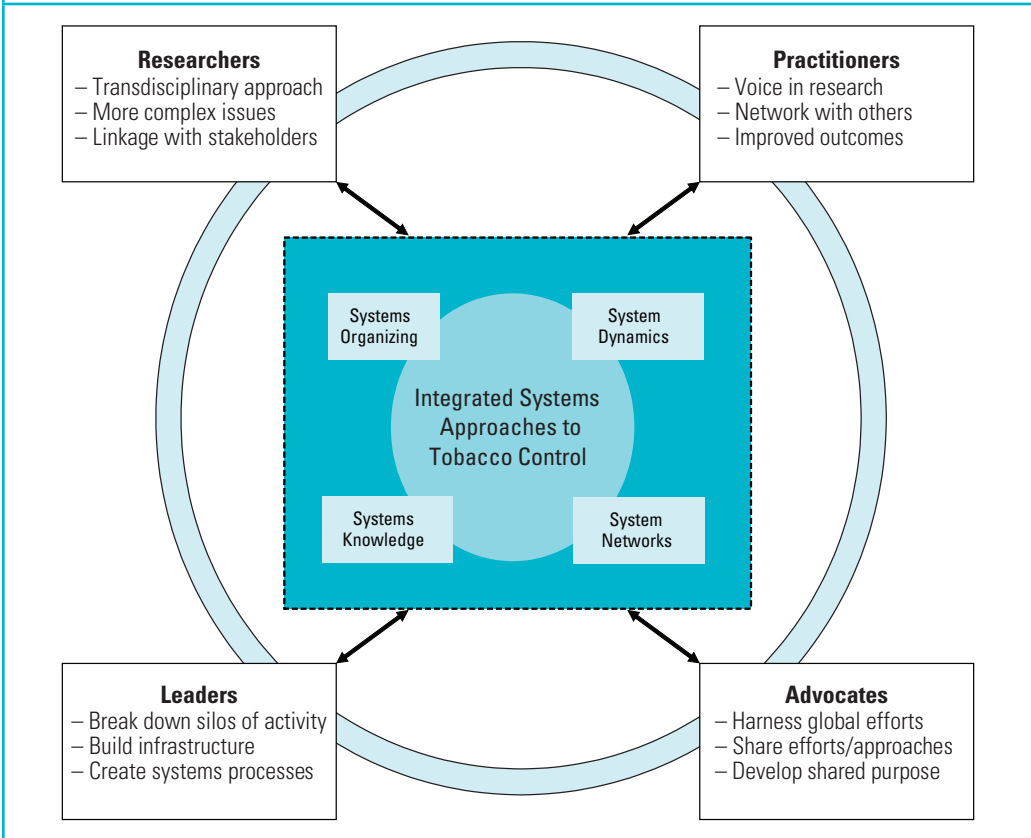 Researchers
– Transdisciplinary approach
– More complex issues
– Linkage with stakeholders
Practitioners
– Voice in research
– Network with others
– Improved outcomes
Systems
Organizing
System
Dynamics
Integrated Systems
Approaches to
Tobacco Control
Systems
Knowledge
System
Networks
Leaders
– Break down silos of activity
– Build infrastructure
– Create systems processes
Advocates
– Harness global efforts
– Share efforts/approaches
– Develop shared purpose